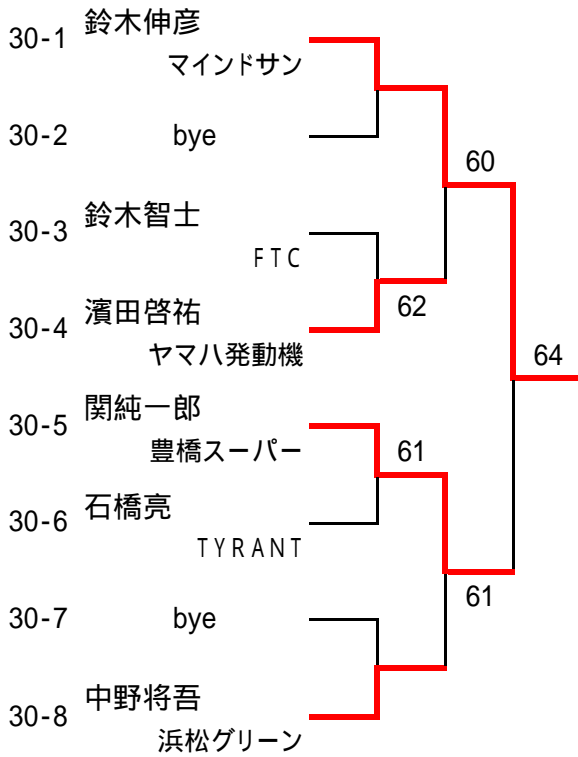 30-1 鈴木伸彦
マインドサン
30-2 bye
60
30-3 鈴木智士
FTC
30-4 濱田啓祐
62
ヤマハ発動機
64
30-5 関純一郎
豊橋スーパー
61
30-6 石橋亮
TYRANT
61
30-7 bye
30-8 中野将吾
浜松グリーン